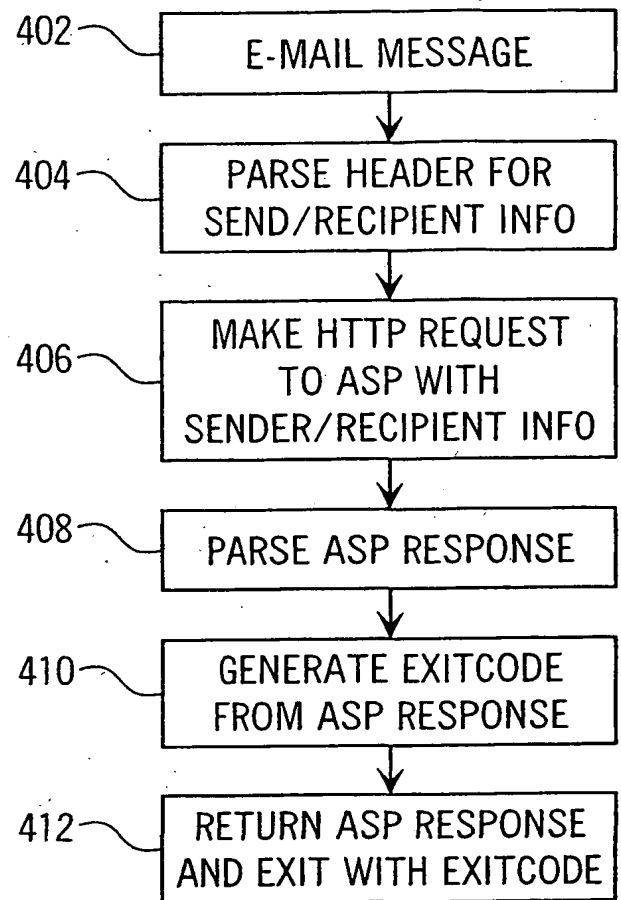 402
E-MAIL MESSAGE
404
PARSE HEADER FOR
SEND/RECIPIENT INFO
406
MAKE HTTP REQUEST
TO ASP WITH
SENDER/RECIPIENT INFO
408
PARSE ASP RESPONSE
410
GENERATE EXITCODE
FROM ASP RESPONSE
412
RETURN ASP RESPONSE
AND EXIT WITH EXITCODE